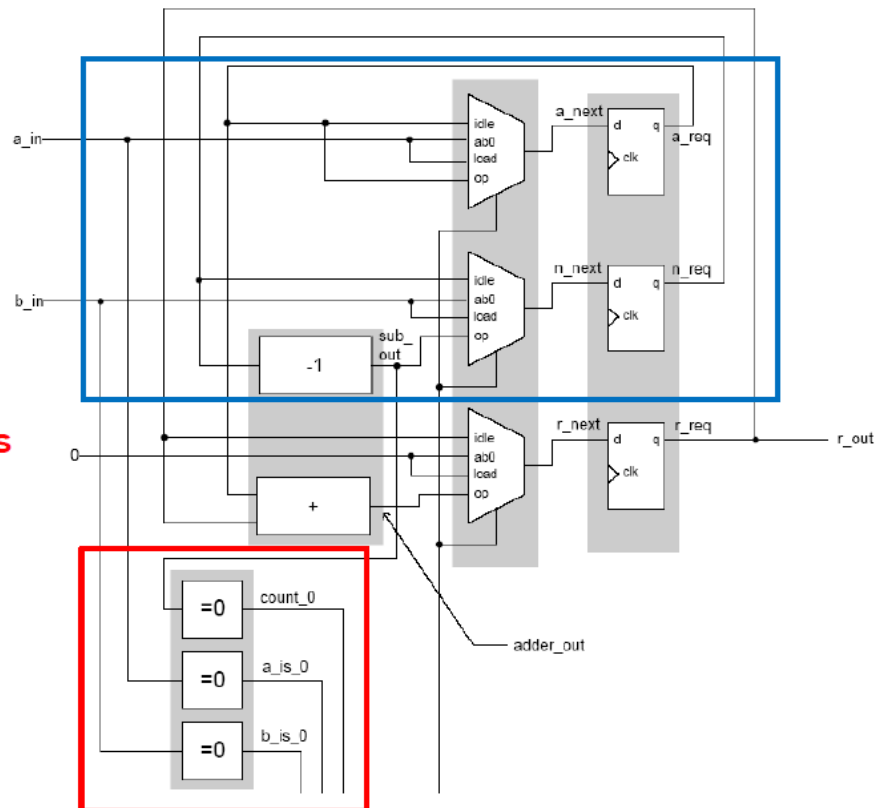 a_in
idle
ab0
load
op
a_next
d
q
clk
a_req
b_in
idle
ab0
load
op
n_next
d
q
clk
n_req
sub_
out
-1
s
0
idle
ab0
load
op
r_next
d
q
clk
r_req
r_out
+
adder_out
=0
count_0
=0
a_is_0
=0
b_is_0